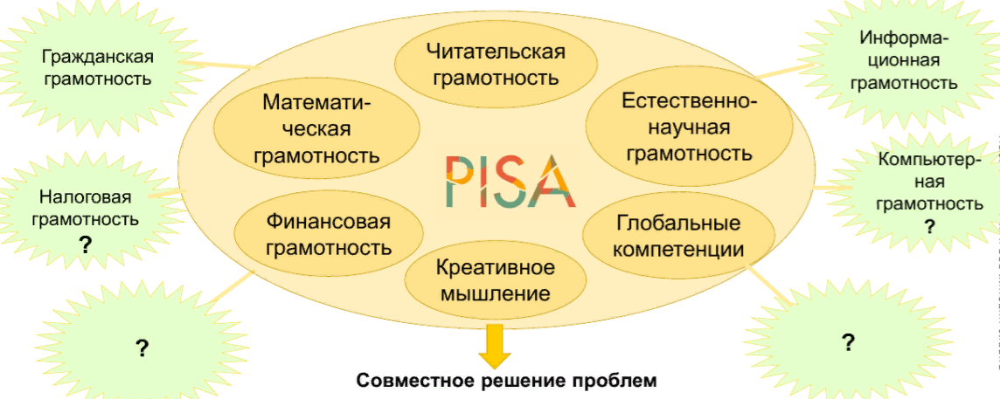 Гражданская
грамотность
Читательская
грамотность
Информа-
ционная
грамотность
Математи-
ческая
грамотность
Естественно-
научная
грамотность
PISA
Налоговая
грамотность
?
Компьютер-
ная
грамотность
?
Финансовая
грамотность
Глобальные
компетенции
Креативное
мышление
?
?
Совместное решение проблем